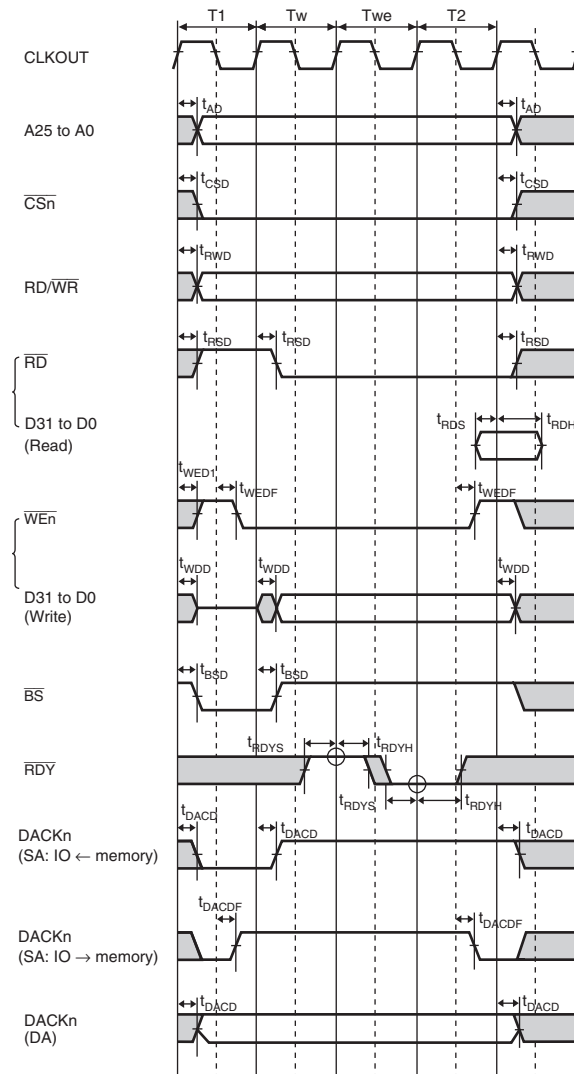 T1 Tw Twe T2
CLKOUT
tAD tAD
A25 to A0
tCSD tCSD
CSn
tRWD tRWD
RD/WR
tRSD tRSD tRSD
RD
tRDS tRDH
D31 to D0
(Read)
tWED1 tWEDF tWEDF
WEn
tWDD tWDD tWDD
D31 to D0
(Write)
tBSD tBSD
BS
tRDYS tRDYH
RDY
tRDYS tRDYH
tDACD tDACD tDACD
DACKn
(SA: IO ← memory)
tDACDF tDACDF
DACKn
(SA: IO → memory)
tDACD tDACD
DACKn
(DA)